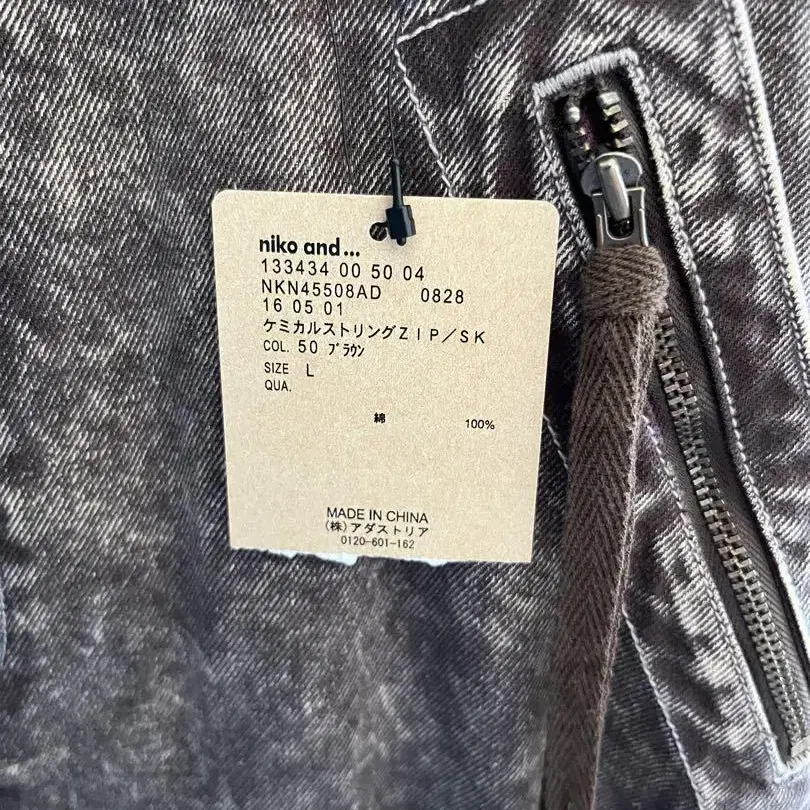 niko and...
133434 00 50 04
NKN45508AD 0828
16 05 01
ケミカルストリングZIP/SK
COL. 50 ブラウン
SIZE L
QUA.
綿 100%
MADE IN CHINA
(株)アダストリア
0120-601-162